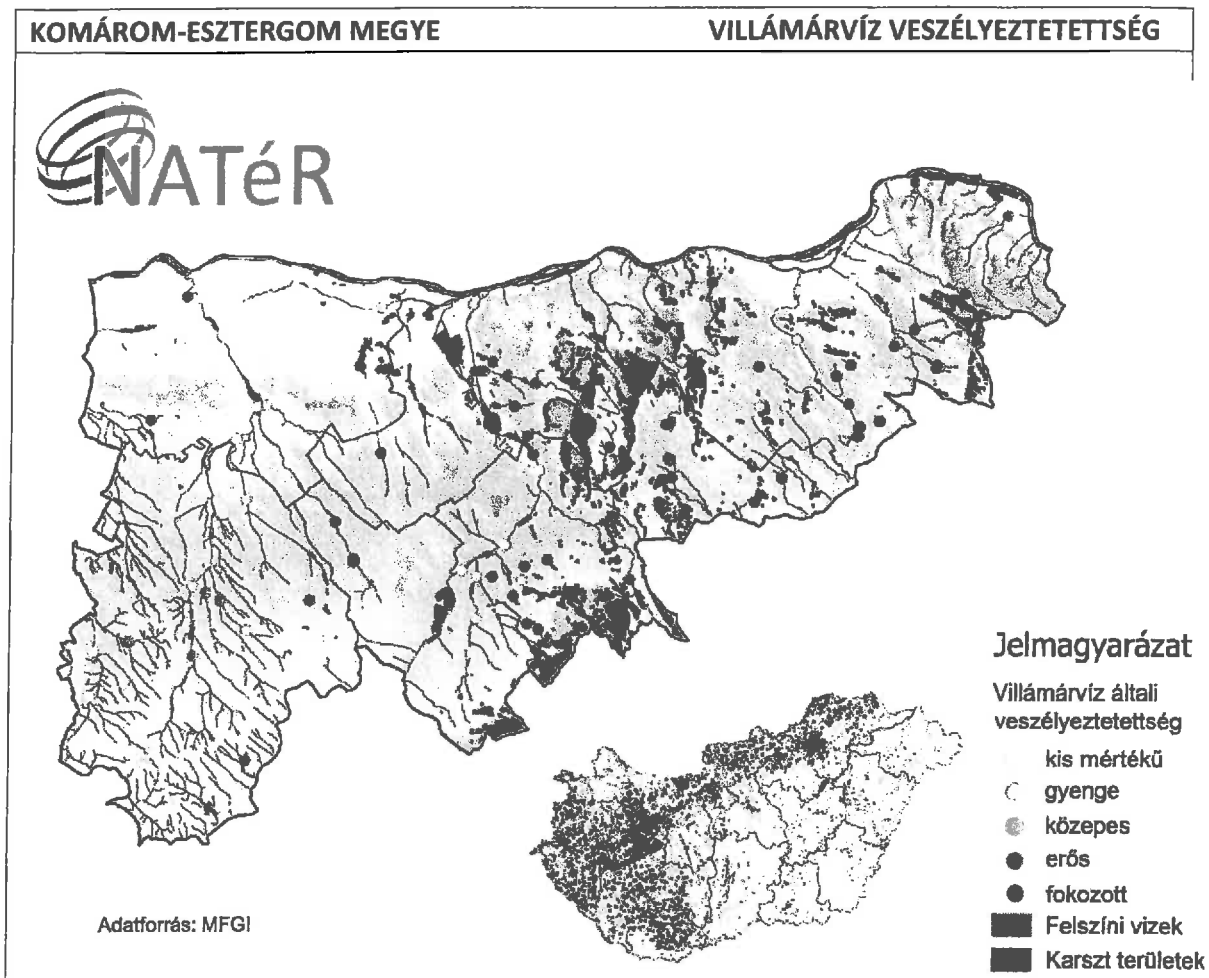 KOMÁROM-ESZTERGOM MEGYE VILLÁMÁRVÍZ VESZÉLYEZTETETTSÉG
NATéR
Jelmagyarázat
Villámárvíz általi
veszélyeztetettség
kis mértékű
gyenge
közepes
erős
fokozott
Felszíni vizek
Karszt területek
Adatforrás: MFGI